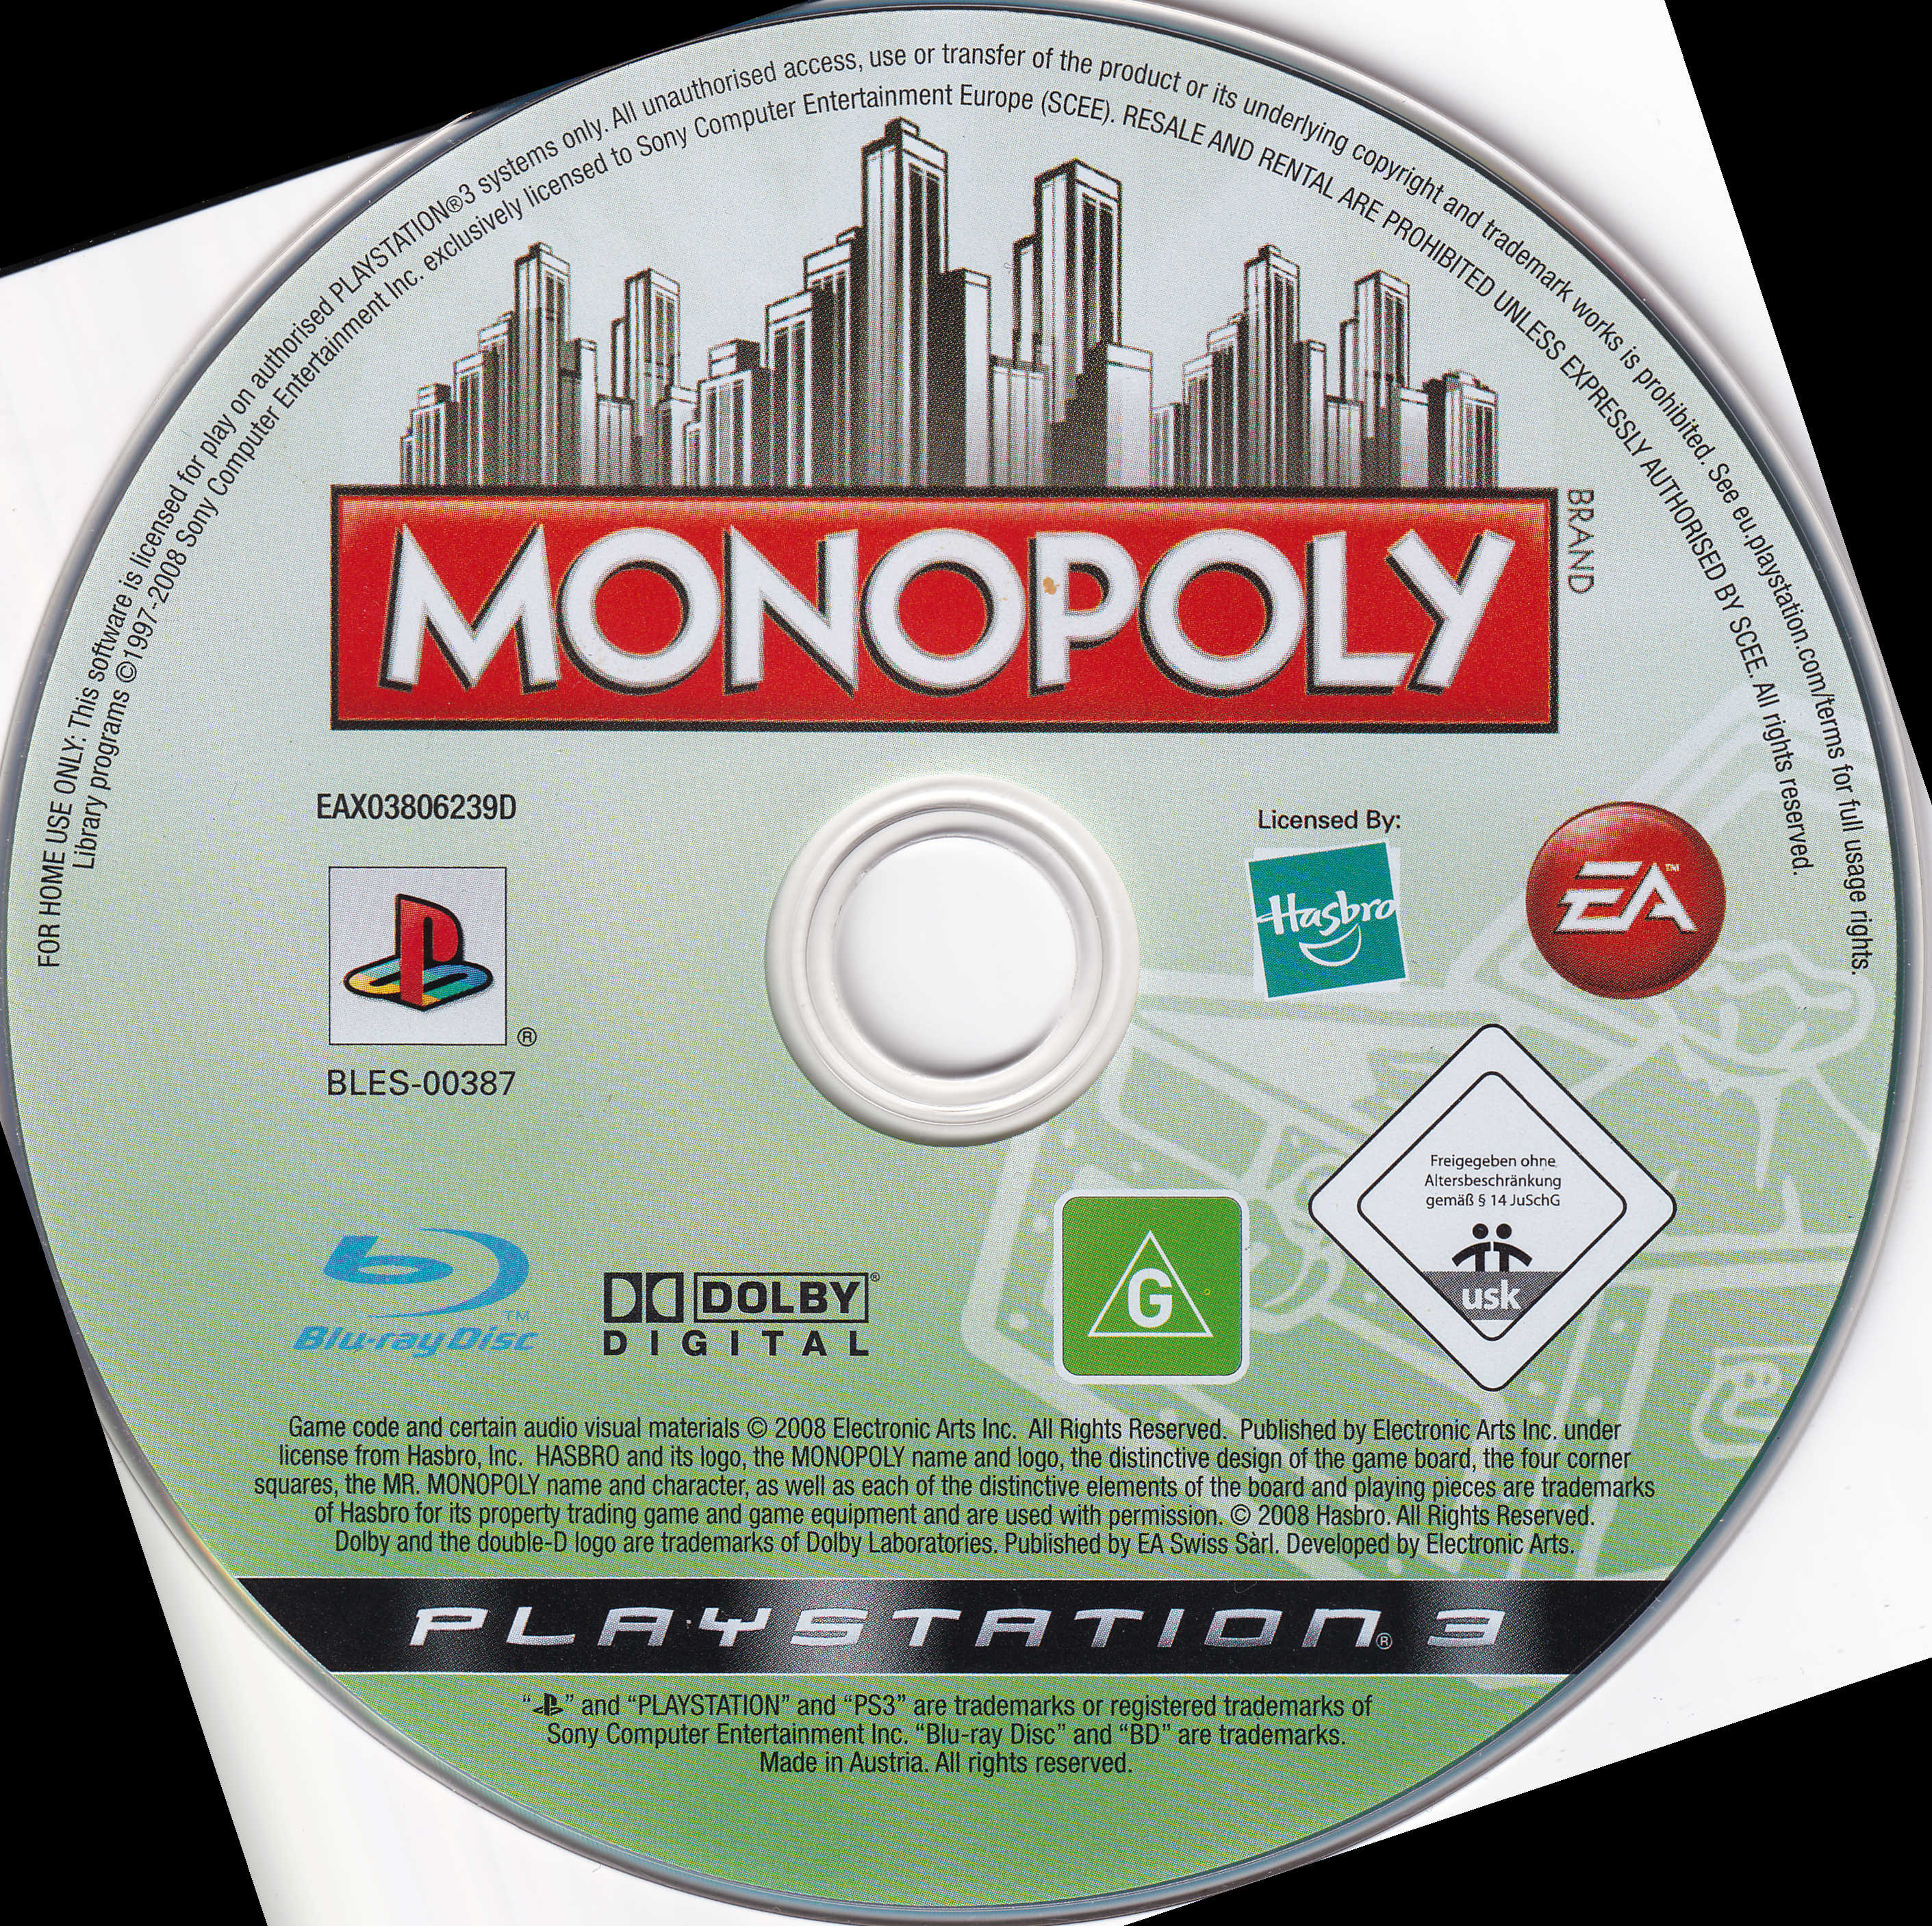 FOR HOME USE ONLY: This software is licensed for play on authorised PLAYSTATION®3 systems only. All unauthorised access, use or transfer of the product or its underlying copyright and trademark works is prohibited. See eu.playstation.com/terms for full usage rights.
Library programs ©1997-2008 Sony Computer Entertainment Inc. exclusively licensed to Sony Computer Entertainment Europe (SCEE). RESALE AND RENTAL ARE PROHIBITED UNLESS EXPRESSLY AUTHORISED BY SCEE. All rights reserved.
MONOPOLY
BRAND
EAX03806239D
Licensed By:
Hasbro
EA™
®
BLES-00387
Freigegeben ohne
Altersbeschränkung
gemäß § 14 JuSchG
usk
G
™
Blu-ray Disc
DOLBY®
DIGITAL
Game code and certain audio visual materials © 2008 Electronic Arts Inc. All Rights Reserved. Published by Electronic Arts Inc. under
license from Hasbro, Inc. HASBRO and its logo, the MONOPOLY name and logo, the distinctive design of the game board, the four corner
squares, the MR. MONOPOLY name and character, as well as each of the distinctive elements of the board and playing pieces are trademarks
of Hasbro for its property trading game and game equipment and are used with permission. © 2008 Hasbro. All Rights Reserved.
Dolby and the double-D logo are trademarks of Dolby Laboratories. Published by EA Swiss Sàrl. Developed by Electronic Arts.
PLAYSTATION® 3
“ ” and “PLAYSTATION” and “PS3” are trademarks or registered trademarks of
Sony Computer Entertainment Inc. “Blu-ray Disc” and “BD” are trademarks.
Made in Austria. All rights reserved.